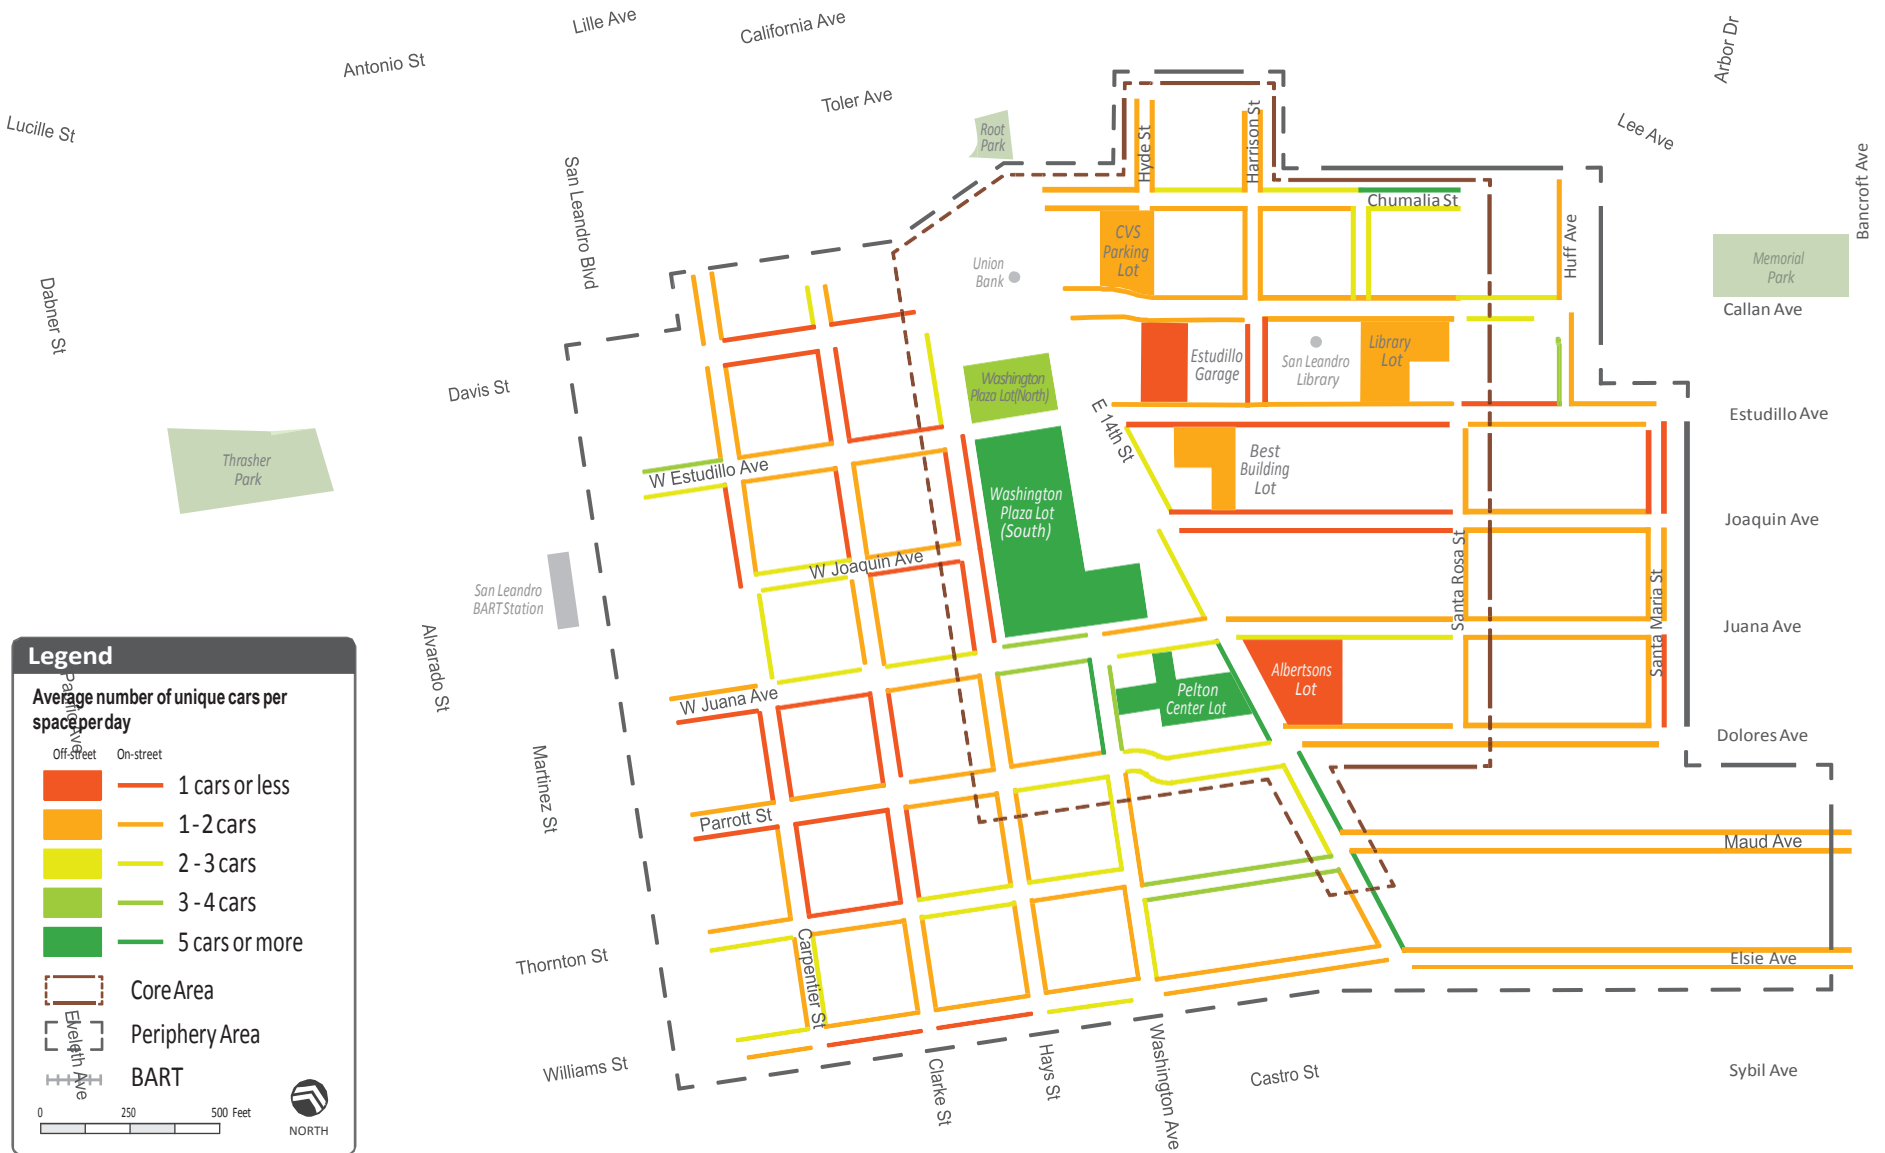 Lille Ave
California Ave
Antonio St
Toler Ave
Lucille St
Arbor Dr
Lee Ave
Bancroft Ave
Root
Park
Hyde St
Harrison St
San Leandro Blvd
Chumalia St
Huff Ave
CVS
Parking
Lot
Union
Bank
Memorial
Park
Callan Ave
Dabner St
Davis St
Estudillo
Garage
San Leandro
Library
Library
Lot
Washington
Plaza Lot(North)
E 14th St
Estudillo Ave
Thrasher
Park
W Estudillo Ave
Best
Building
Lot
Washington
Plaza Lot
(South)
Joaquin Ave
W Joaquin Ave
San Leandro
BART Station
Santa Rosa St
Santa Maria St
Juana Ave
Alvarado St
W Juana Ave
Albertsons
Lot
Pelton
Center Lot
Dolores Ave
Martinez St
Parrott St
Maud Ave
Thornton St
Carpentier St
Elsie Ave
Williams St
Clarke St
Hays St
Washington Ave
Castro St
Sybil Ave
Legend
Average number of unique cars per
space per day
Off-street
On-street
1 cars or less
1 - 2 cars
2 - 3 cars
3 - 4 cars
5 cars or more
Core Area
Periphery Area
BART
Eveleth Ave
0
250
500 Feet
NORTH